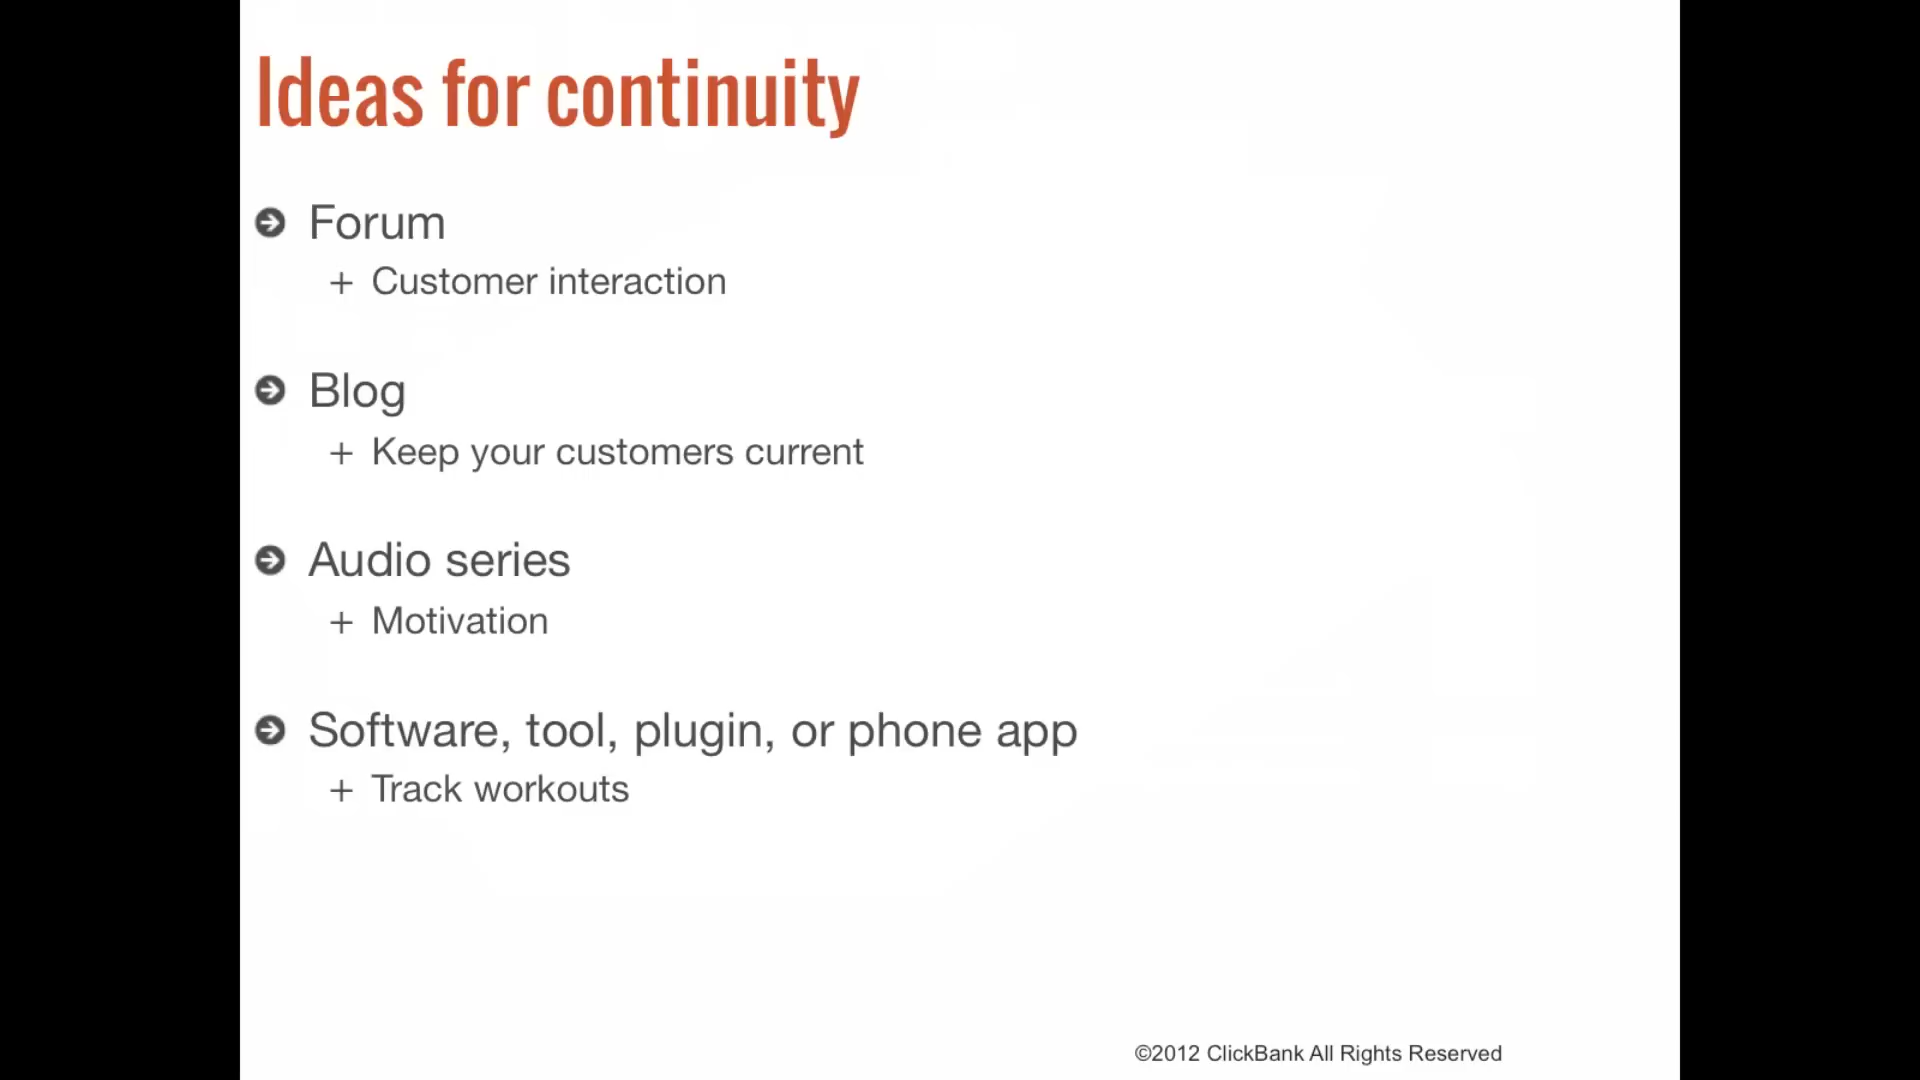 Ideas for continuity
Forum
+ Customer interaction
Blog
+ Keep your customers current
Audio series
+ Motivation
Software, tool, plugin, or phone app
+ Track workouts
©2012 ClickBank All Rights Reserved